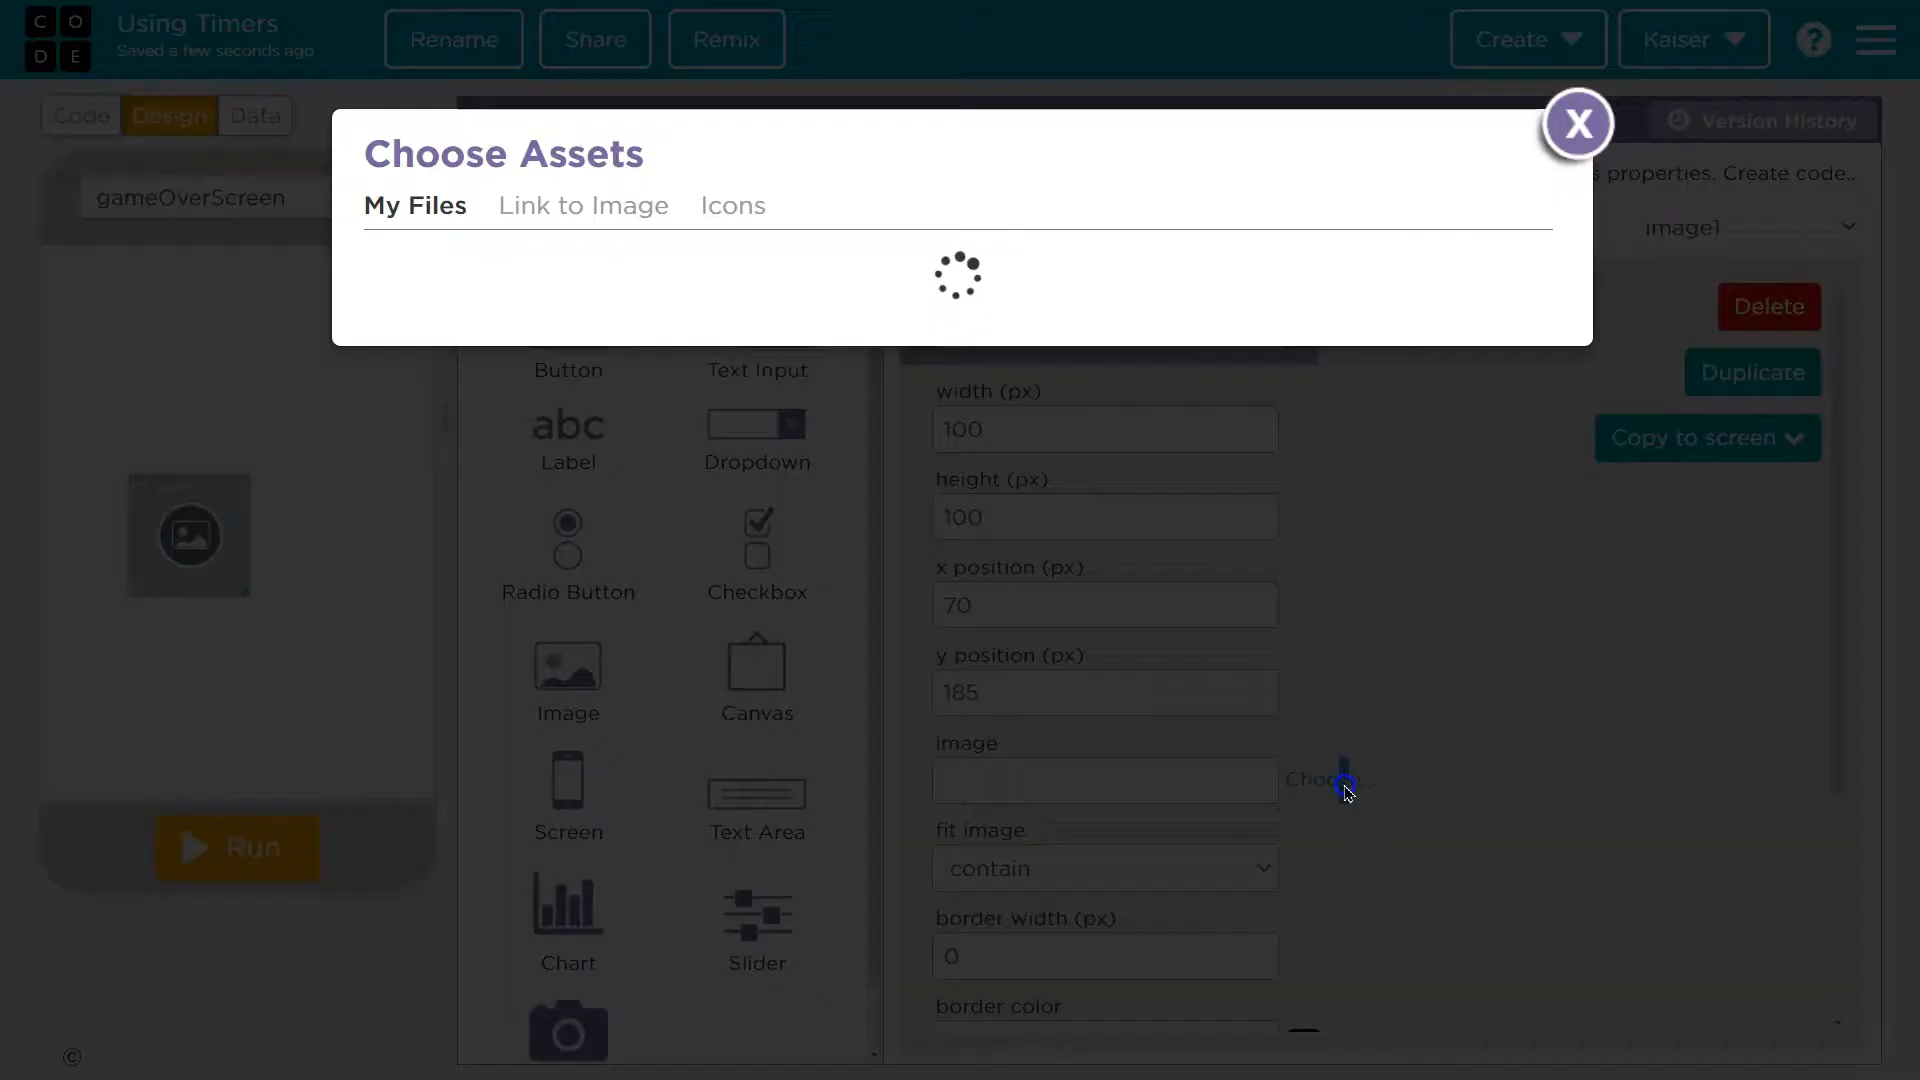 C O
D E
Using Timers
Saved a few seconds ago
Rename
Share
Remix
Create
Kaiser
?
Code
Design
Data
Version History
Choose Assets
X
My Files
Link to Image
Icons
s properties. Create code..
gameOverScreen
image1
Delete
Duplicate
Copy to screen
Button
Text Input
abc
Label
Dropdown
Radio Button
Checkbox
Image
Canvas
Screen
Text Area
Chart
Slider
width (px)
100
height (px)
100
x position (px)
70
y position (px)
185
image
fit image
contain
border width (px)
0
border color
Run
©